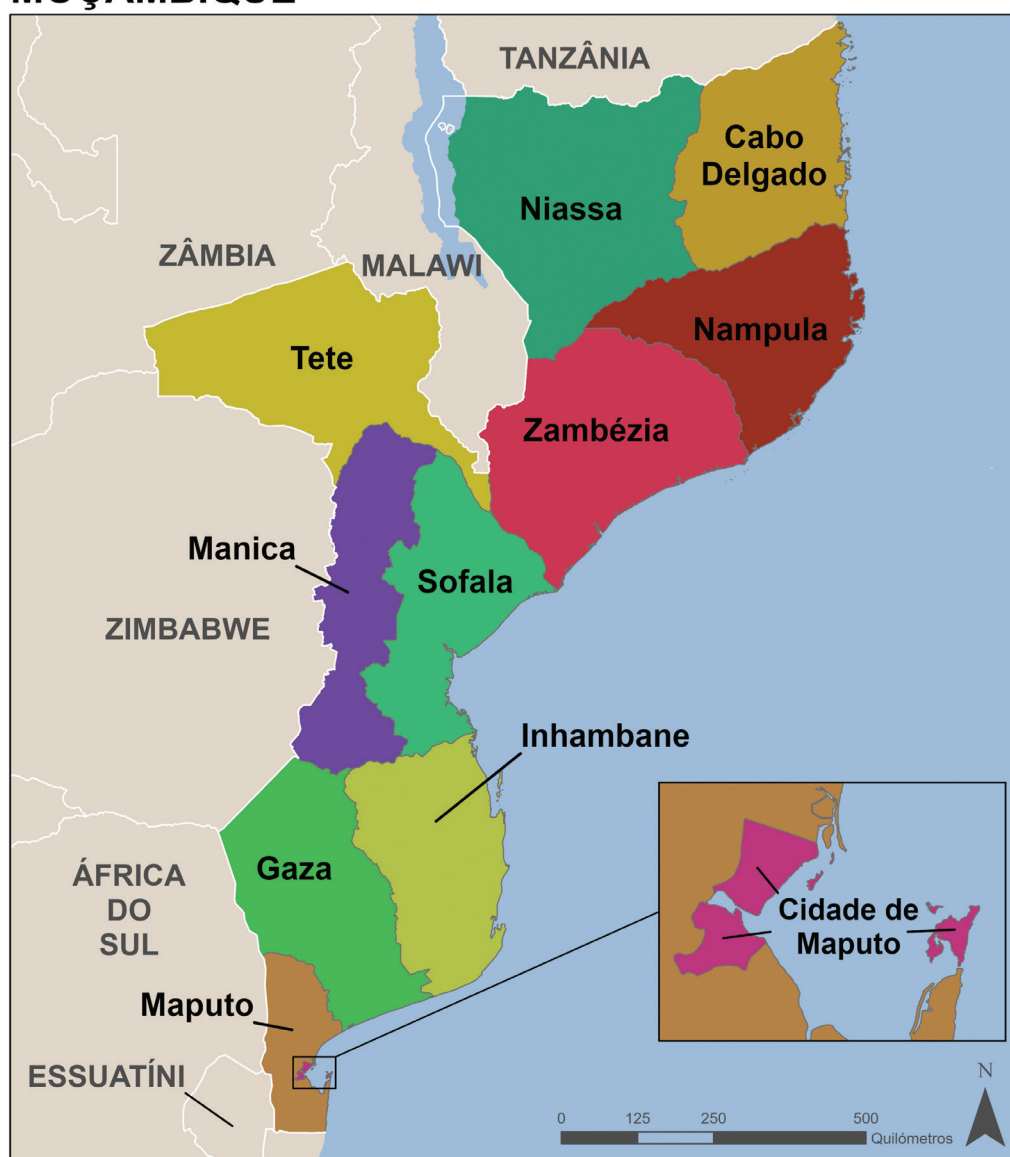 MOÇAMBIQUE
TANZÂNIA
Cabo
Delgado
Niassa
ZÂMBIA
MALAWI
Nampula
Tete
Zambézia
Manica
Sofala
ZIMBABWE
Inhambane
ÁFRICA
DO
SUL
Gaza
Cidade de
Maputo
Maputo
ESSUATÍNI
N
0 125 250 500
Quilómetros